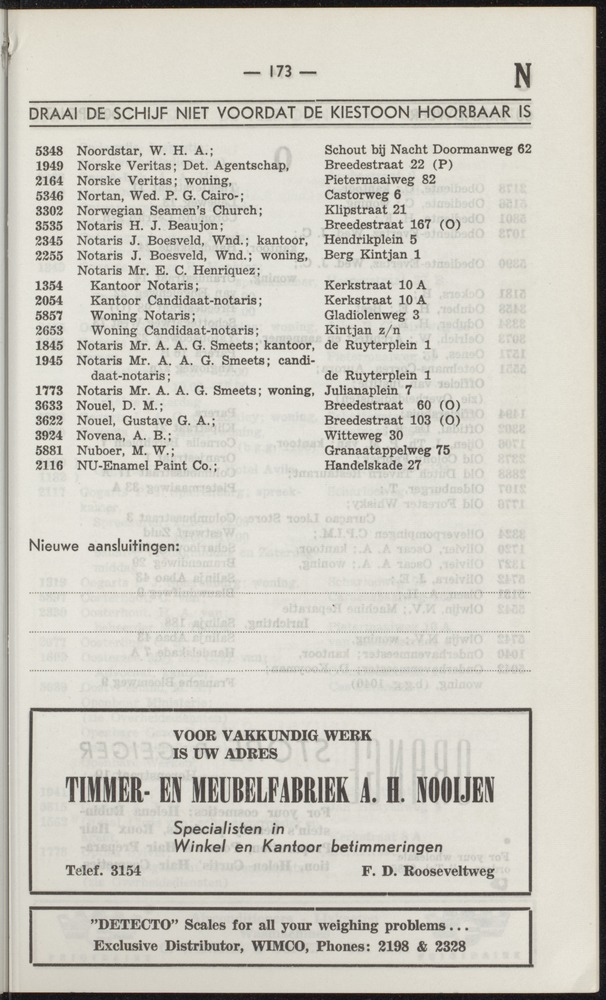 — 173 — N
DRAAI DE SCHIJF NIET VOORDAT DE KIESTOON HOORBAAR IS
5348 Noordstar, W. H. A.; Schout bij Nacht Doormanweg 62
1949 Norske Veritas; Det. Agentschap, Breedestraat 22 (P)
2164 Norske Veritas; woning, Pietermaaiweg 82
5346 Nortan, Wed. P. G. Cairo-; Castorweg 6
3302 Norwegian Seamen's Church; Klipstraat 21
3535 Notaris H. J. Beaujon; Breedestraat 167 (O)
2345 Notaris J. Boesveld, Wnd.; kantoor, Hendrikplein 5
2255 Notaris J. Boesveld, Wnd.; woning, Berg Kintjan 1
Notaris Mr. E. C. Henriquez;
1354 Kantoor Notaris; Kerkstraat 10 A
2054 Kantoor Candidaat-notaris; Kerkstraat 10 A
5857 Woning Notaris; Gladiolenweg 3
2653 Woning Candidaat-notaris; Kintjan z/n
1845 Notaris Mr. A. A. G. Smeets; kantoor, de Ruyterplein 1
1945 Notaris Mr. A. A. G. Smeets; candi-
daat-notaris; de Ruyterplein 1
1773 Notaris Mr. A. A. G. Smeets; woning, Julianaplein 7
3633 Nouel, D. M.; Breedestraat 60 (O)
3622 Nouel, Gustave G. A.; Breedestraat 103 (O)
3924 Novena, A. B.; Witteweg 30
5881 Nuboer, M. W.; Granaatappelweg 75
2116 NU-Enamel Paint Co.; Handelskade 27
Nieuwe aansluitingen:
VOOR VAKKUNDIG WERK
IS UW ADRES
TIMMER- EN MEUBELFABRIEK A. H. NOOIJEN
Specialisten in
Winkel en Kantoor betimmeringen
Telef. 3154 F. D. Rooseveltweg
"DETECTO" Scales for all your weighing problems...
Exclusive Distributor, WIMCO, Phones: 2198 & 2328